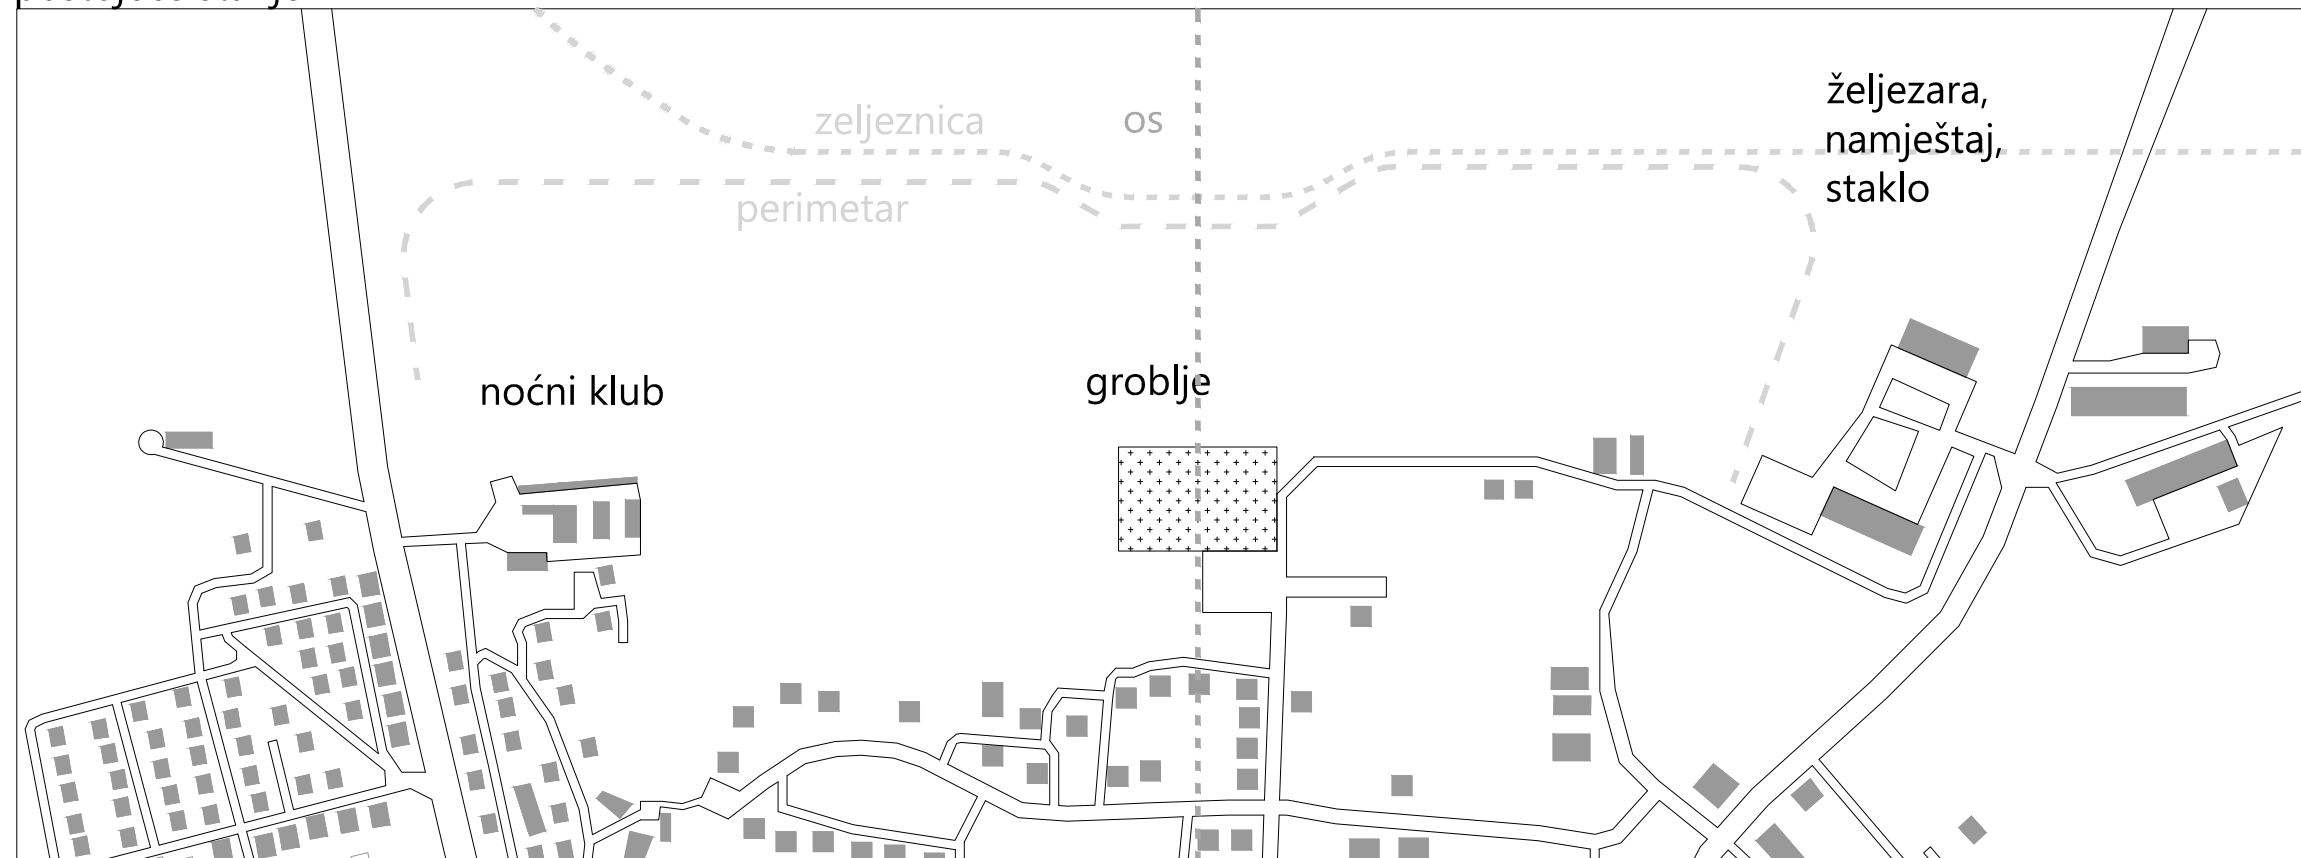 željezara,
namještaj,
staklo
zeljeznica
os
perimetar
noćni klub
groblje